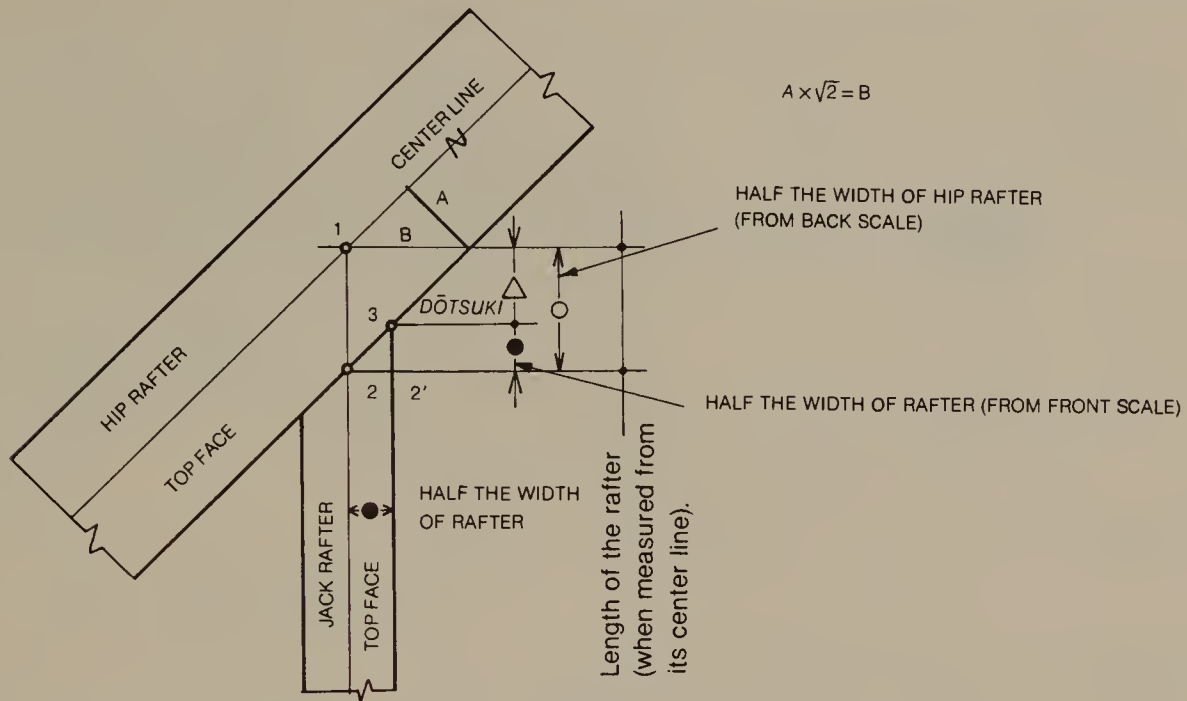 A × √2 = B
CENTER LINE
A
HALF THE WIDTH OF HIP RAFTER
(FROM BACK SCALE)
1
B
3
DŌTSUKI
HIP RAFTER
TOP FACE
2
2'
HALF THE WIDTH OF RAFTER (FROM FRONT SCALE)
HALF THE WIDTH
OF RAFTER
JACK RAFTER
TOP FACE
Length of the rafter
(when measured from
its center line).